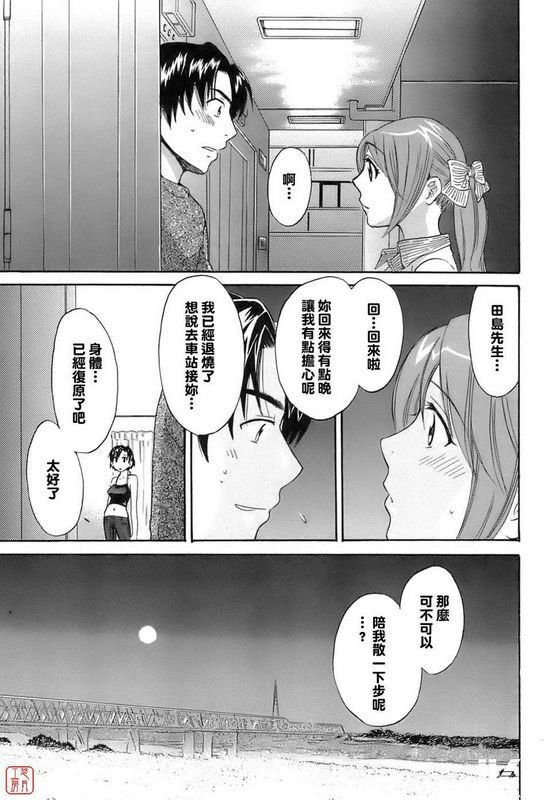 啊…
田島先生…
回…回來啦
妳回來得有點晚
讓我有點擔心呢
我已經退燒了
想說去車站接妳…
身體…
已經復原了吧
太好了
那麼
可不可以
陪我散一下步呢
…?